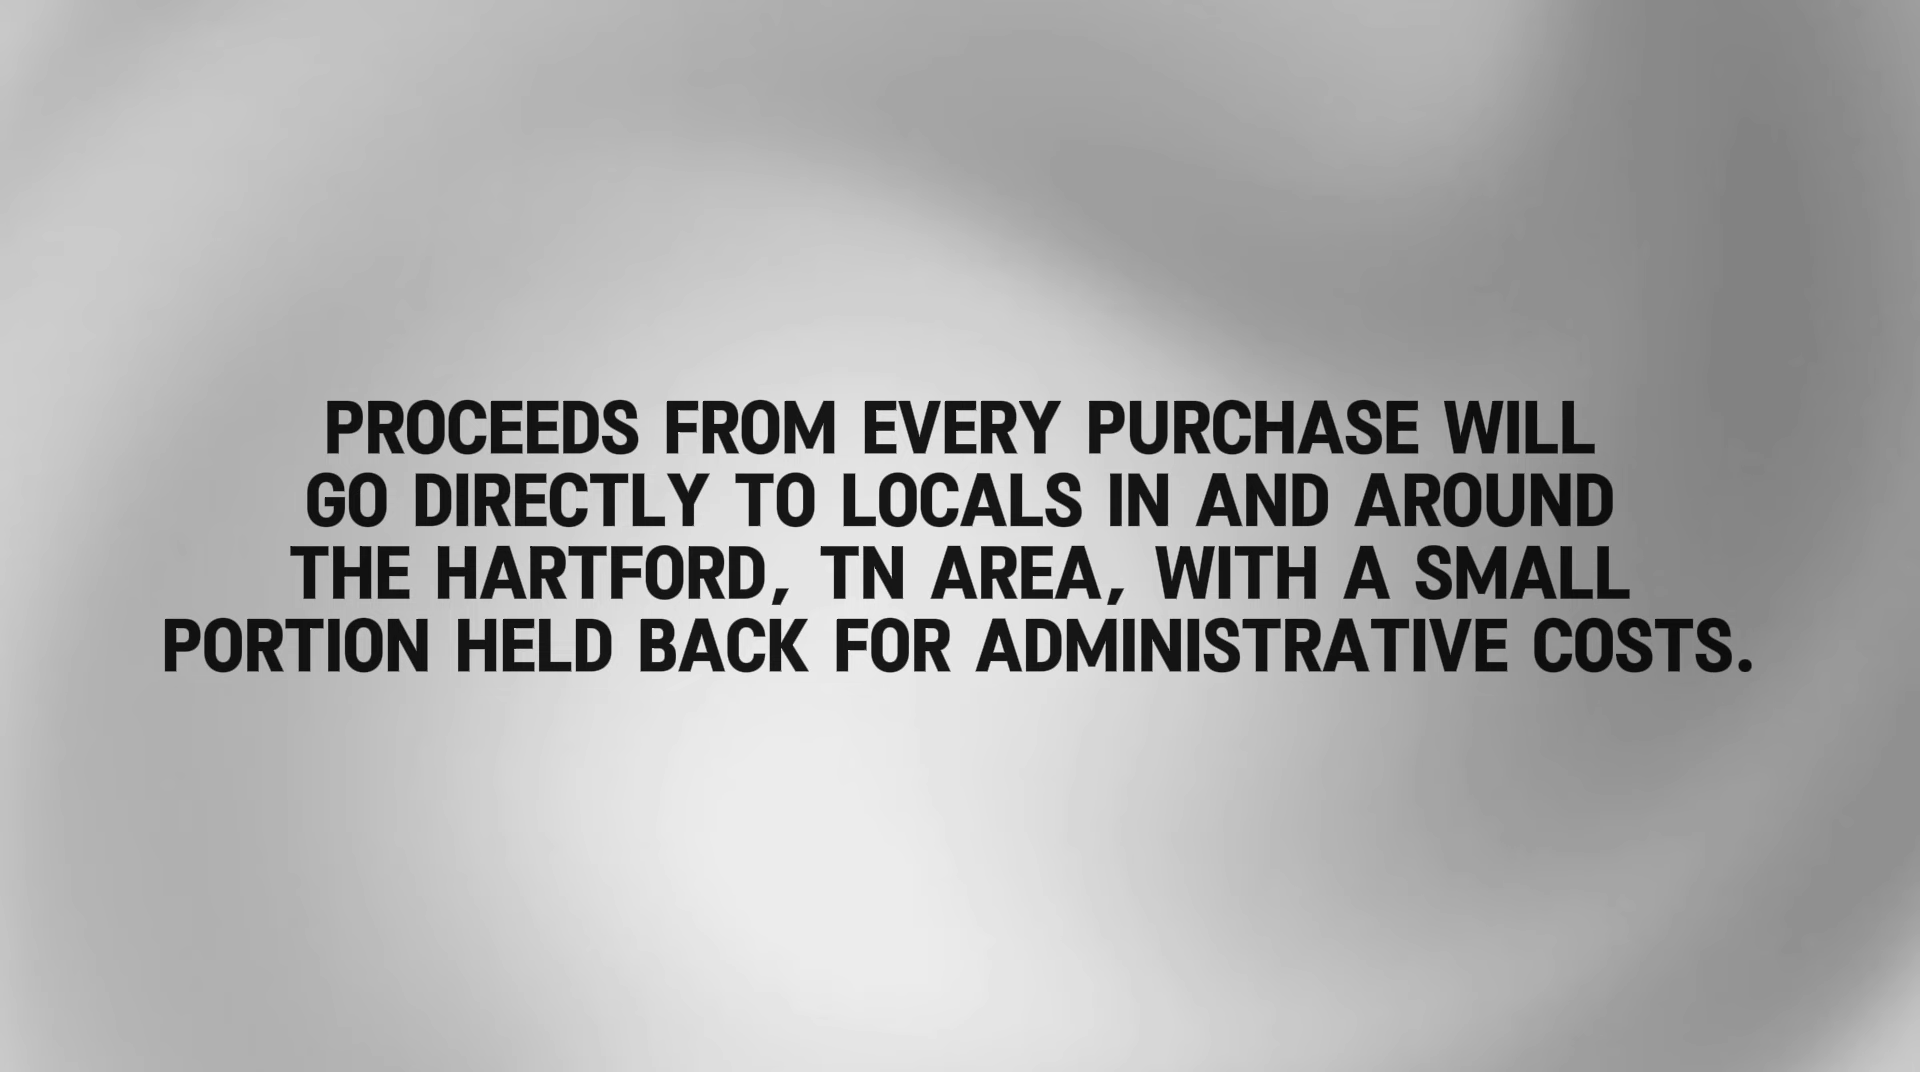 PROCEEDS FROM EVERY PURCHASE WILL
GO DIRECTLY TO LOCALS IN AND AROUND
THE HARTFORD, TN AREA, WITH A SMALL
PORTION HELD BACK FOR ADMINISTRATIVE COSTS.